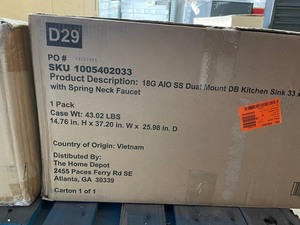 D29
PO #
SKU 1005402033
Product Description: 18G AIO SS Dual Mount DB Kitchen Sink 33 x
with Spring Neck Faucet
1 Pack
Case Wt: 43.02 LBS
14.76 in. H x 37.20 in. W x 25.98 in. D
Country of Origin: Vietnam
Distributed By:
The Home Depot
2455 Paces Ferry Rd SE
Atlanta, GA 30339
Carton 1 of 1